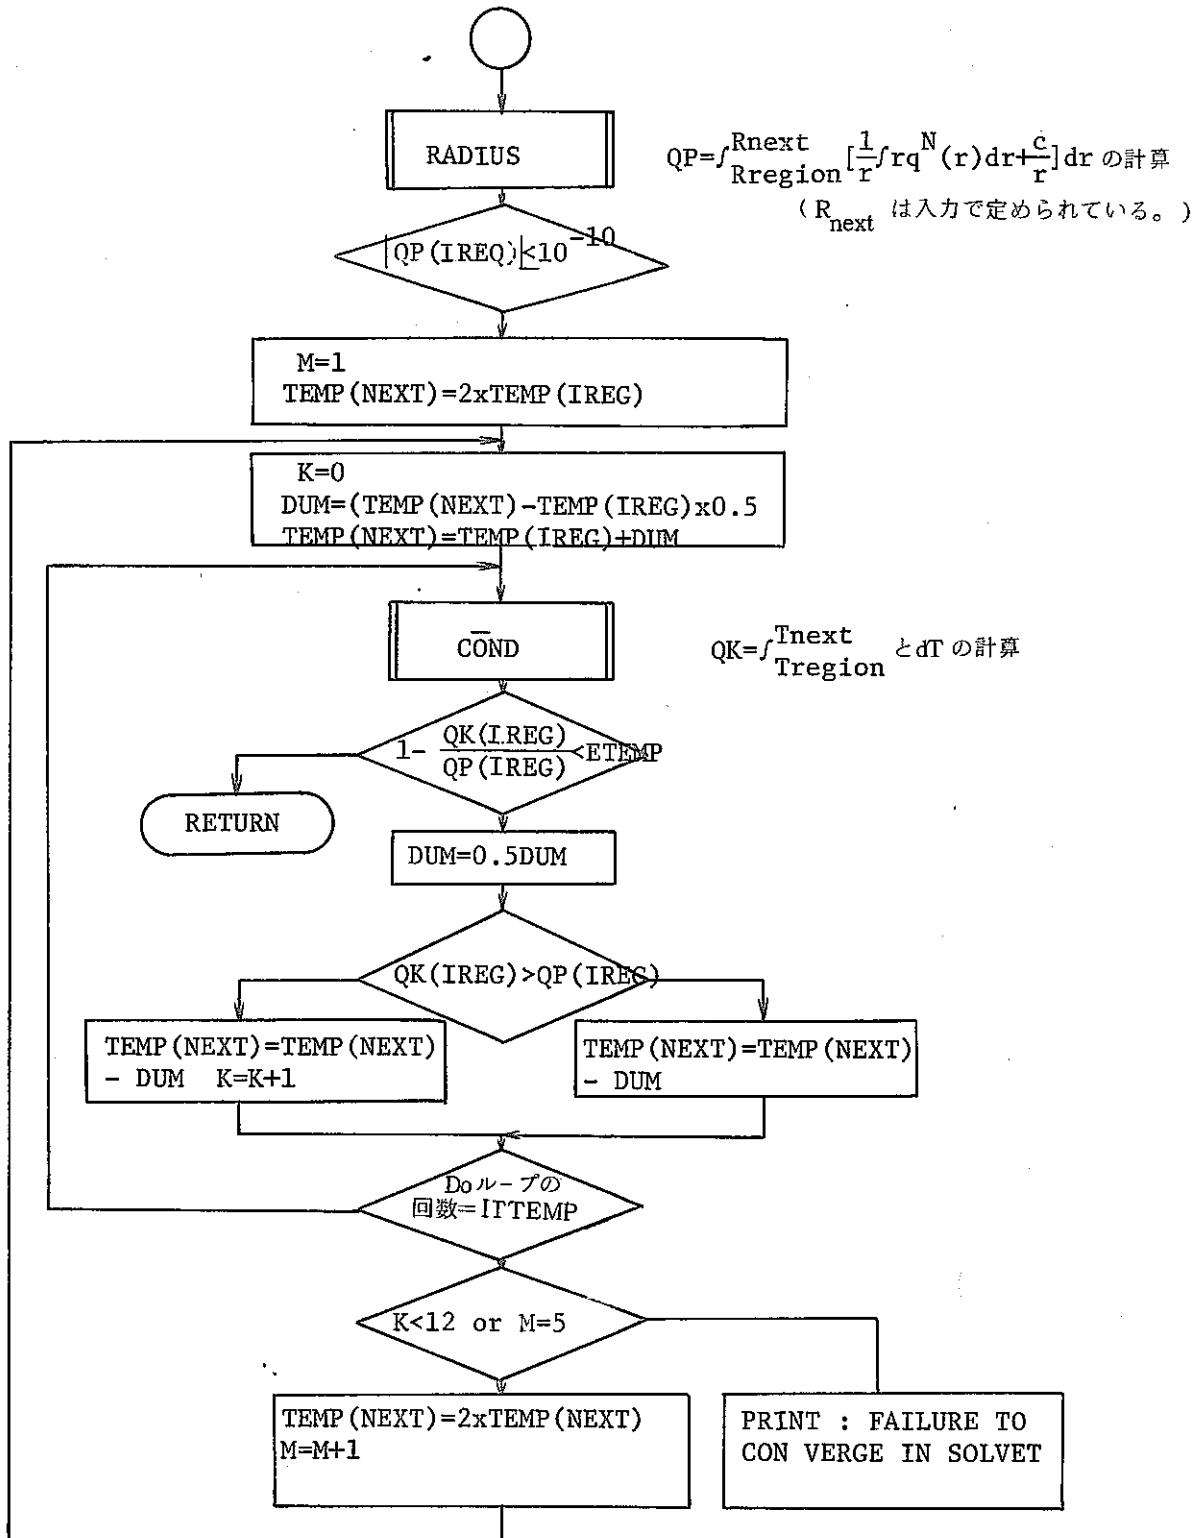 RADIUS
QP=∫Rnext Rregion[1/r∫rq^N(r)dr+c/r]dr の計算
(Rnext は入力で定められている。)
|QP(IREQ)|≤10^-10
M=1
TEMP(NEXT)=2xTEMP(IREG)
K=0
DUM=(TEMP(NEXT)-TEMP(IREG)x0.5
TEMP(NEXT)=TEMP(IREG)+DUM
COND
QK=∫Tnext Tregion とdT の計算
1- QK(IREG)/QP(IREG) <ETEMP
RETURN
DUM=0.5DUM
QK(IREG)>QP(IREG)
TEMP(NEXT)=TEMP(NEXT)
- DUM K=K+1
TEMP(NEXT)=TEMP(NEXT)
- DUM
Doループの
回数=ITTEMP
K<12 or M=5
TEMP(NEXT)=2xTEMP(NEXT)
M=M+1
PRINT : FAILURE TO
CON VERGE IN SOLVET